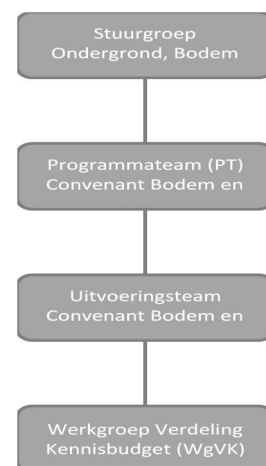 Stuurgroep
Ondergrond, Bodem
Programmateam (PT)
Convenant Bodem en
Uitvoeringsteam
Convenant Bodem en
Werkgroep Verdeling
Kennisbudget (WgVK)